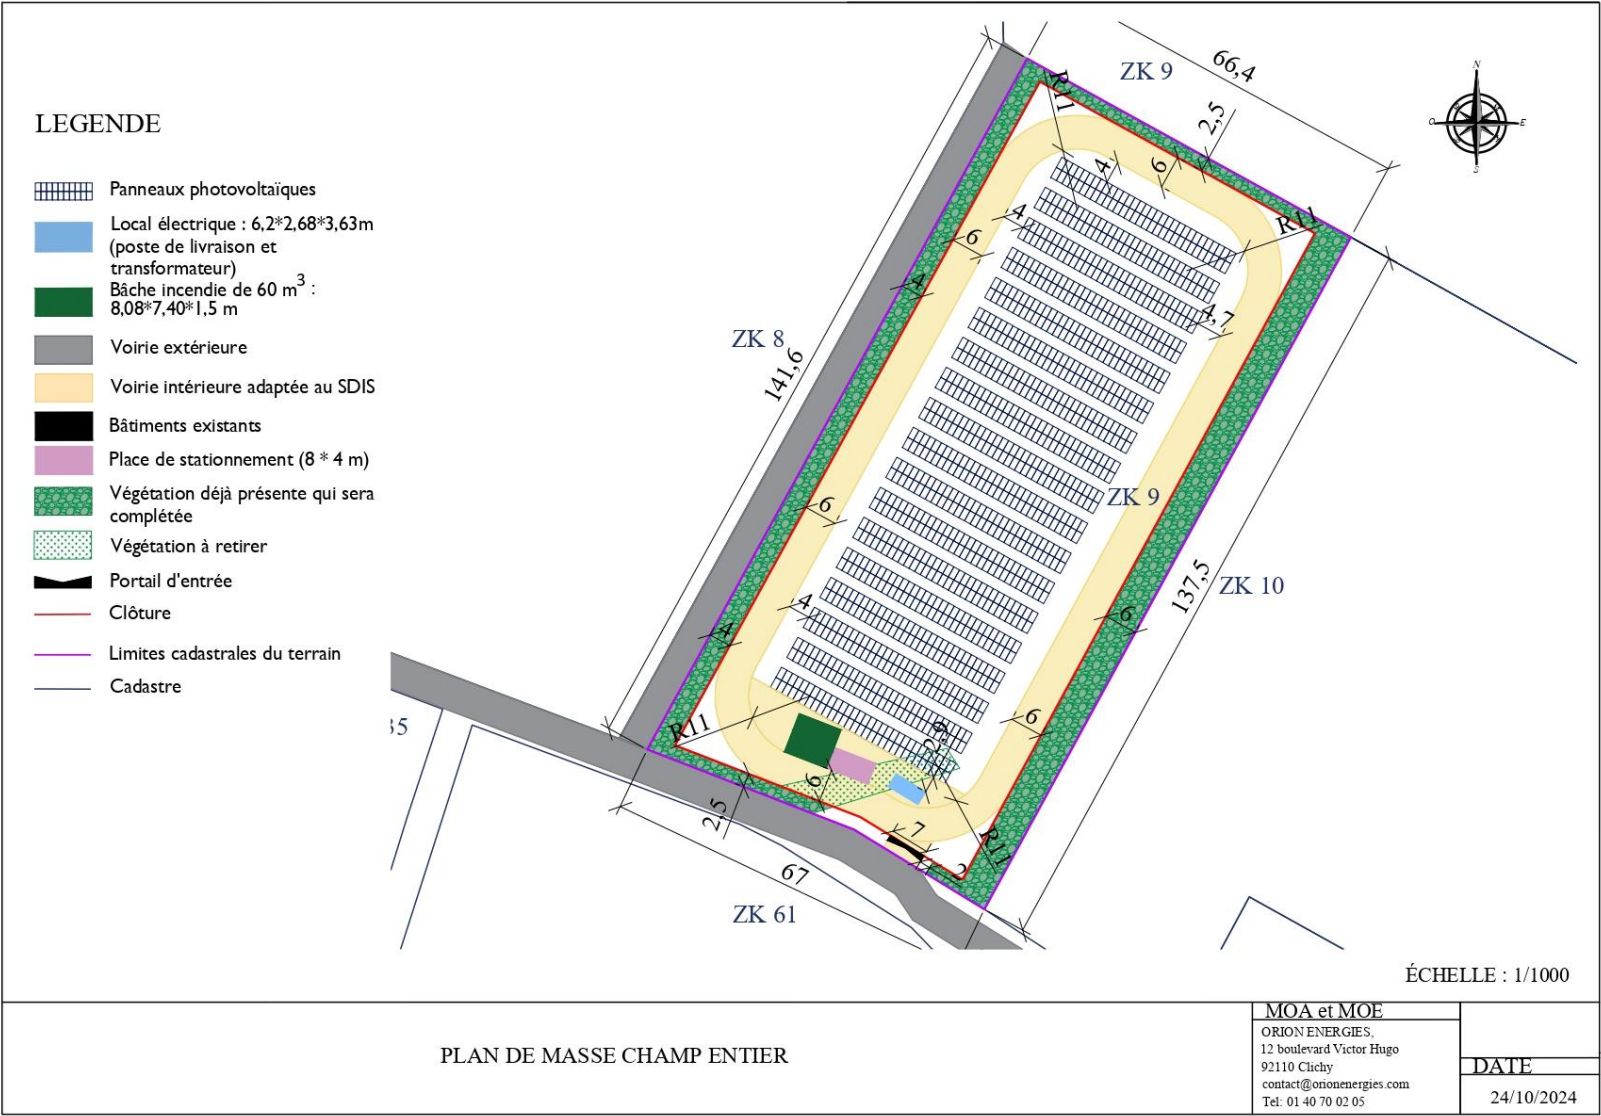 LEGENDE
Panneaux photovoltaïques
Local électrique : 6,2*2,68*3,63m
(poste de livraison et
transformateur)
Bâche incendie de 60 m³ :
8,08*7,40*1,5 m
Voirie extérieure
Voirie intérieure adaptée au SDIS
Bâtiments existants
Place de stationnement (8 * 4 m)
Végétation déjà présente qui sera
complétée
Végétation à retirer
Portail d'entrée
Clôture
Limites cadastrales du terrain
Cadastre
66,4
ZK 9
N
O
E
S
R11
2,5
4
6
R11
4
6
4
4,7
ZK 8
141,6
6
ZK 9
137,5
ZK 10
4
4
6
6
R11
2,9
6
2,5
7
R11
2
67
ZK 61
35
ÉCHELLE : 1/1000
PLAN DE MASSE CHAMP ENTIER
MOA et MOE
ORION ENERGIES,
12 boulevard Victor Hugo
92110 Clichy
contact@orionenergies.com
Tel: 01 40 70 02 05
DATE
24/10/2024